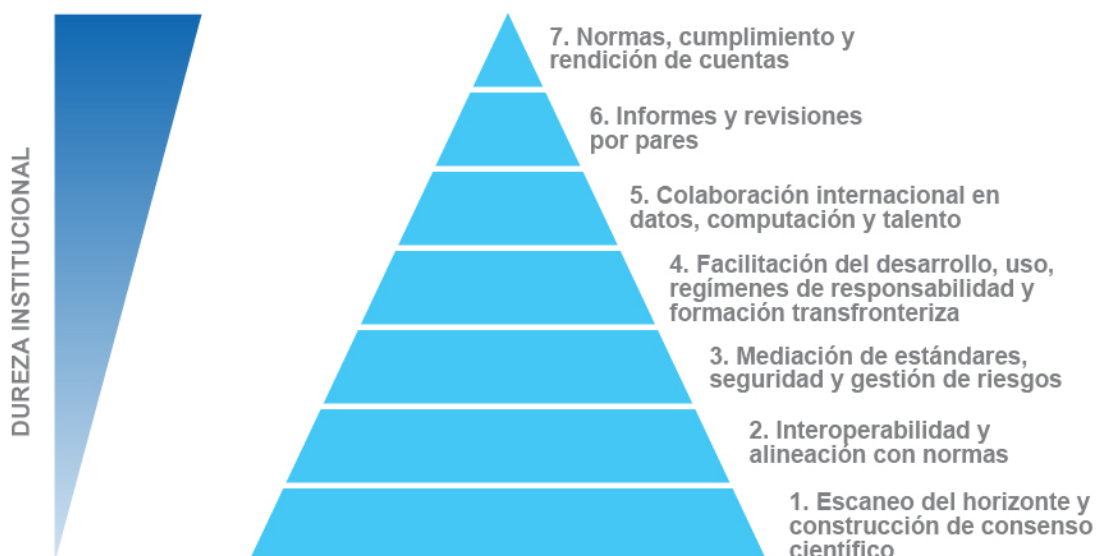 7. Normas, cumplimiento y
rendición de cuentas
6. Informes y revisiones
por pares
5. Colaboración internacional en
datos, computación y talento
4. Facilitación del desarrollo, uso,
regímenes de responsabilidad y
formación transfronteriza
3. Mediación de estándares,
seguridad y gestión de riesgos
2. Interoperabilidad y
alineación con normas
1. Escaneo del horizonte y
construcción de consenso
científico
DUREZA INSTITUCIONAL